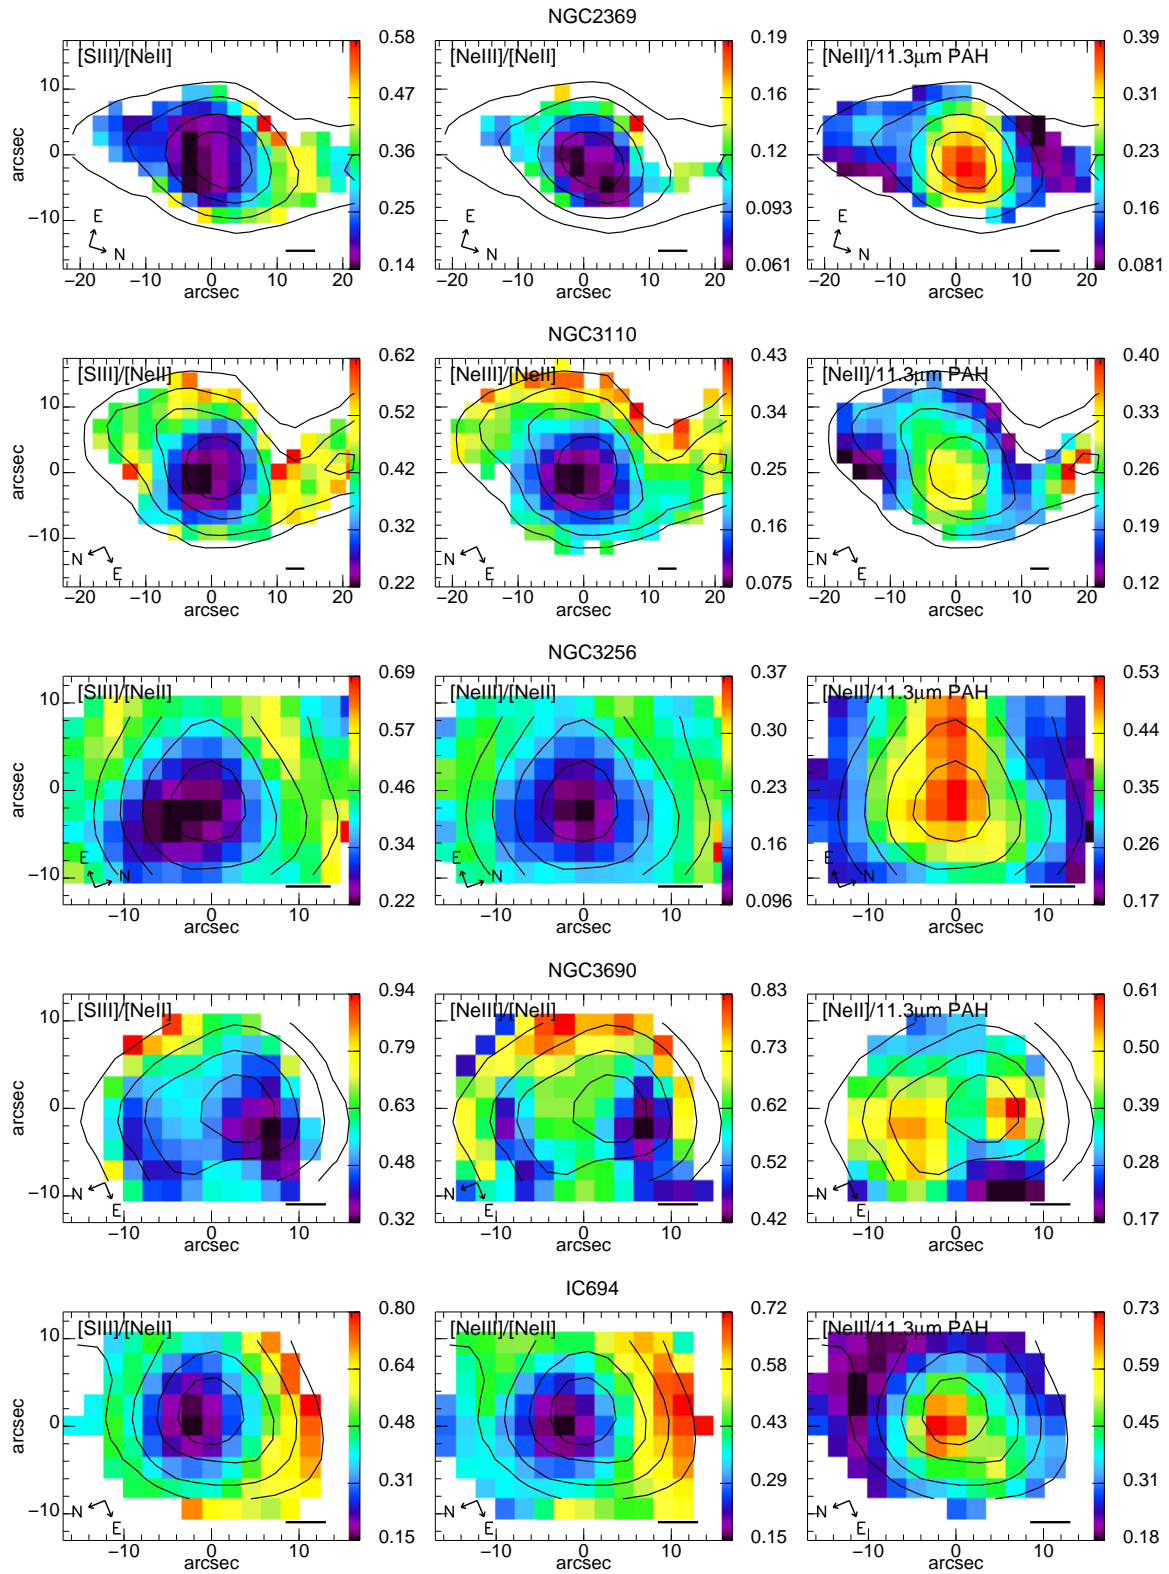 NGC2369
[SIII]/[NeII] [NeIII]/[NeII] [NeII]/11.3μm PAH
0.58 0.47 0.36 0.25 0.14
0.19 0.16 0.12 0.093 0.061
0.39 0.31 0.23 0.16 0.081
10 0 −10
arcsec
E N
−20 −10 0 10 20 −20 −10 0 10 20 −20 −10 0 10 20
arcsec arcsec arcsec
NGC3110
[SIII]/[NeII] [NeIII]/[NeII] [NeII]/11.3μm PAH
0.62 0.52 0.42 0.32 0.22
0.43 0.34 0.25 0.16 0.075
0.40 0.33 0.26 0.19 0.12
10 0 −10
arcsec
N E N E N E
−20 −10 0 10 20 −20 −10 0 10 20 −20 −10 0 10 20
arcsec arcsec arcsec
NGC3256
[SIII]/[NeII] [NeIII]/[NeII] [NeII]/11.3μm PAH
0.69 0.57 0.46 0.34 0.22
0.37 0.30 0.23 0.16 0.096
0.53 0.44 0.35 0.26 0.17
10 0 −10
arcsec
E N E N E N
−10 0 10 −10 0 10 −10 0 10
arcsec arcsec arcsec
NGC3690
[SIII]/[NeII] [NeIII]/[NeII] [NeII]/11.3μm PAH
0.94 0.79 0.63 0.48 0.32
0.83 0.73 0.62 0.52 0.42
0.61 0.50 0.39 0.28 0.17
10 0 −10
arcsec
N E N E N E
−10 0 10 −10 0 10 −10 0 10
arcsec arcsec arcsec
IC694
[SIII]/[NeII] [NeIII]/[NeII] [NeII]/11.3μm PAH
0.80 0.64 0.48 0.31 0.15
0.72 0.58 0.43 0.29 0.15
0.73 0.59 0.45 0.31 0.18
10 0 −10
arcsec
N E N E N E
−10 0 10 −10 0 10 −10 0 10
arcsec arcsec arcsec